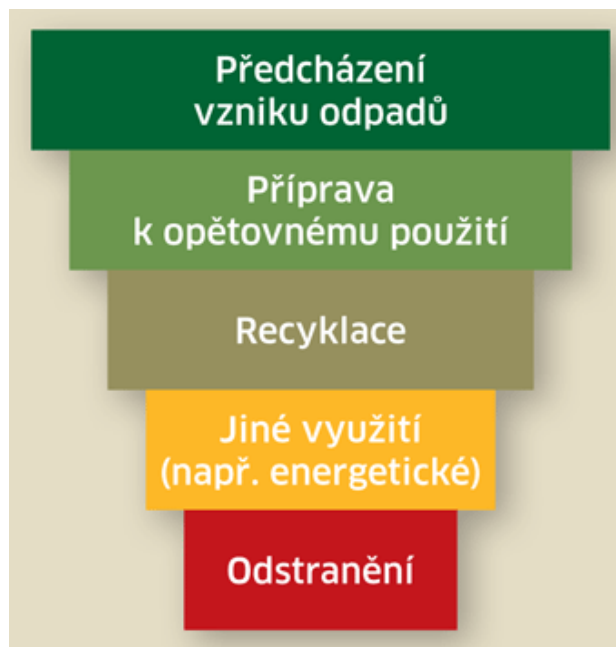 Předcházení
vzniku odpadů
Příprava
k opětovnému použití
Recyklace
Jiné využití
(např. energetické)
Odstranění